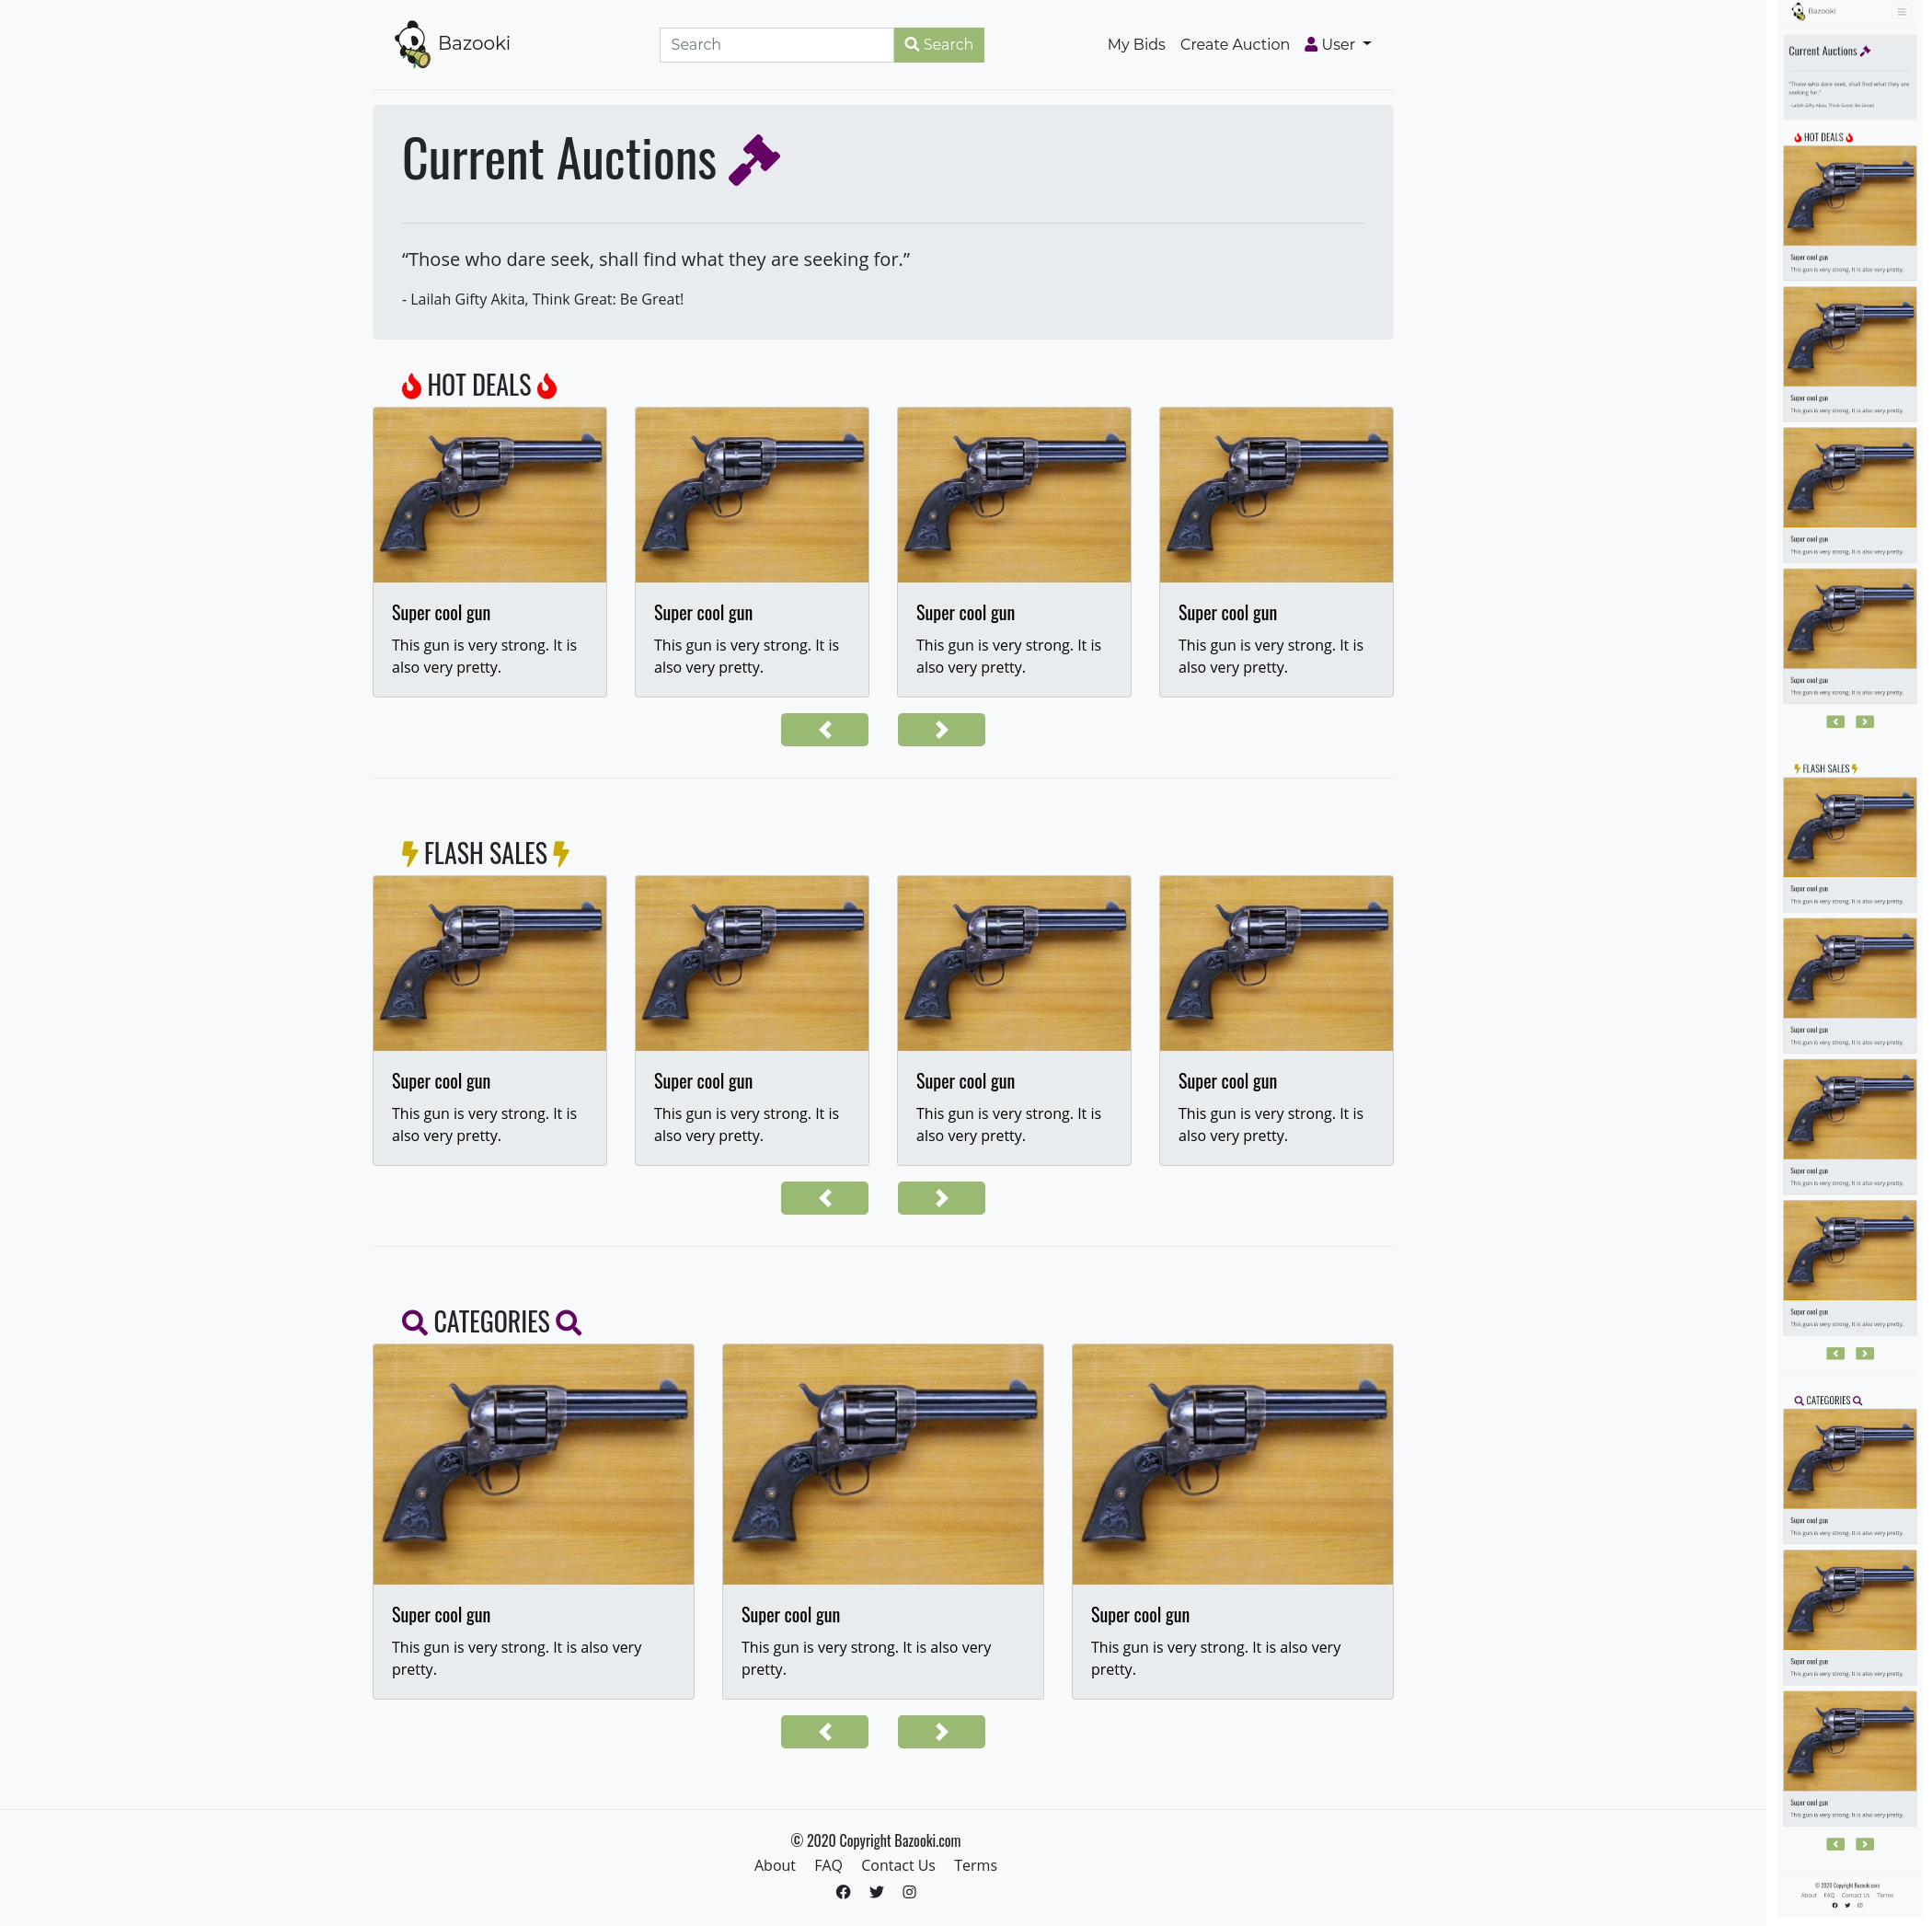 Bazooki
Search
Search
My Bids
Create Auction
User
Current Auctions
“Those who dare seek, shall find what they are seeking for.”
- Lailah Gifty Akita, Think Great: Be Great!
HOT DEALS
Super cool gun
This gun is very strong. It is
also very pretty.
Super cool gun
This gun is very strong. It is
also very pretty.
Super cool gun
This gun is very strong. It is
also very pretty.
Super cool gun
This gun is very strong. It is
also very pretty.
FLASH SALES
Super cool gun
This gun is very strong. It is
also very pretty.
Super cool gun
This gun is very strong. It is
also very pretty.
Super cool gun
This gun is very strong. It is
also very pretty.
Super cool gun
This gun is very strong. It is
also very pretty.
CATEGORIES
Super cool gun
This gun is very strong. It is also very
pretty.
Super cool gun
This gun is very strong. It is also very
pretty.
Super cool gun
This gun is very strong. It is also very
pretty.
© 2020 Copyright Bazooki.com
About FAQ Contact Us Terms
Bazooki
Current Auctions
“Those who dare seek, shall find what they are
seeking for.”
- Lailah Gifty Akita, Think Great: Be Great!
HOT DEALS
Super cool gun
This gun is very strong. It is also very pretty.
Super cool gun
This gun is very strong. It is also very pretty.
Super cool gun
This gun is very strong. It is also very pretty.
Super cool gun
This gun is very strong. It is also very pretty.
FLASH SALES
Super cool gun
This gun is very strong. It is also very pretty.
Super cool gun
This gun is very strong. It is also very pretty.
Super cool gun
This gun is very strong. It is also very pretty.
Super cool gun
This gun is very strong. It is also very pretty.
CATEGORIES
Super cool gun
This gun is very strong. It is also very pretty.
Super cool gun
This gun is very strong. It is also very pretty.
Super cool gun
This gun is very strong. It is also very pretty.
© 2020 Copyright Bazooki.com
About FAQ Contact Us Terms